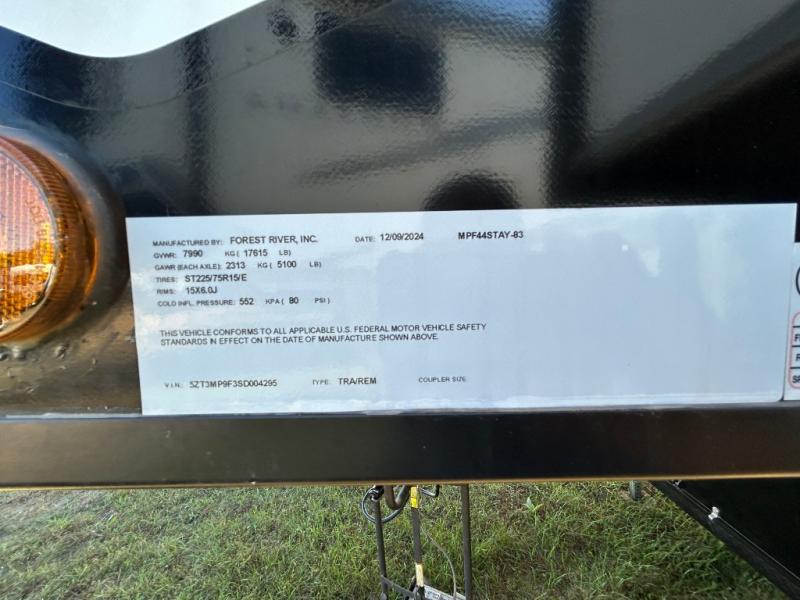 MANUFACTURED BY: FOREST RIVER, INC. DATE: 12/09/2024 MPF44STAY-83
GVWR: 7990 KG ( 17615 LB)
GAWR (EACH AXLE): 2313 KG ( 5100 LB)
TIRES: ST225/75R15/E
RIMS: 15X6.0J
COLD INFL. PRESSURE: 552 KPA ( 80 PSI )
THIS VEHICLE CONFORMS TO ALL APPLICABLE U.S. FEDERAL MOTOR VEHICLE SAFETY
STANDARDS IN EFFECT ON THE DATE OF MANUFACTURE SHOWN ABOVE.
V.I.N.: 5ZT3MP9F3SD004295 TYPE: TRA/REM COUPLER SIZE: